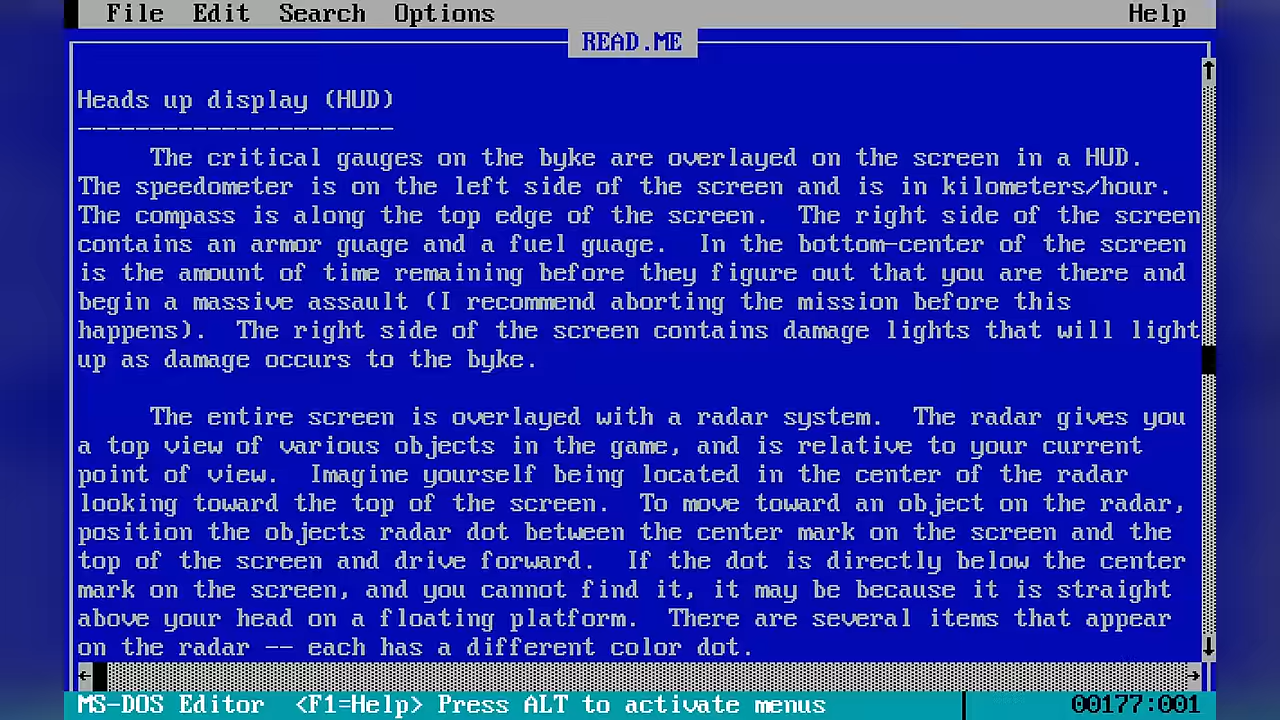 File Edit Search Options Help
READ.ME
Heads up display (HUD)
----------------------
The critical gauges on the byke are overlayed on the screen in a HUD.
The speedometer is on the left side of the screen and is in kilometers/hour.
The compass is along the top edge of the screen. The right side of the screen
contains an armor guage and a fuel guage. In the bottom-center of the screen
is the amount of time remaining before they figure out that you are there and
begin a massive assault (I recommend aborting the mission before this
happens). The right side of the screen contains damage lights that will light
up as damage occurs to the byke.
The entire screen is overlayed with a radar system. The radar gives you
a top view of various objects in the game, and is relative to your current
point of view. Imagine yourself being located in the center of the radar
looking toward the top of the screen. To move toward an object on the radar,
position the objects radar dot between the center mark on the screen and the
top of the screen and drive forward. If the dot is directly below the center
mark on the screen, and you cannot find it, it may be because it is straight
above your head on a floating platform. There are several items that appear
on the radar -- each has a different color dot.
MS-DOS Editor <F1=Help> Press ALT to activate menus 00177:001